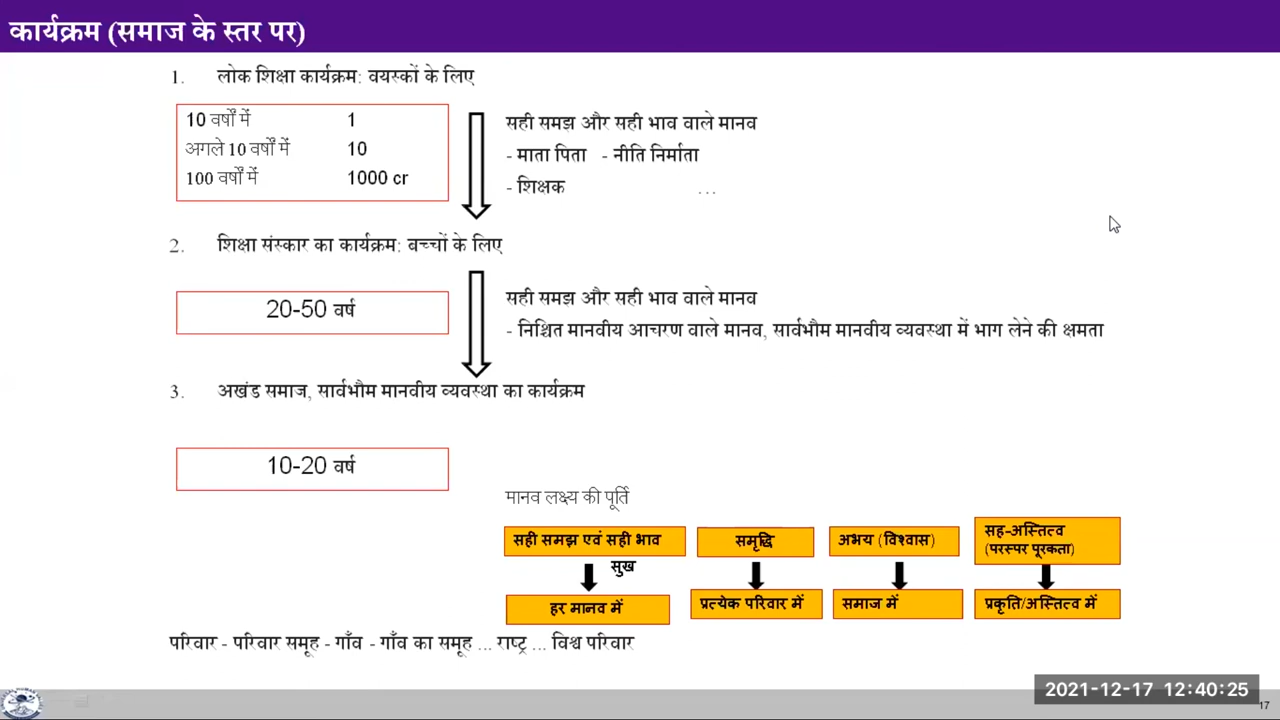 कार्यक्रम (समाज के स्तर पर)
1. लोक शिक्षा कार्यक्रम: वयस्कों के लिए
10 वर्षों में 1
अगले 10 वर्षों में 10
100 वर्षों में 1000 cr
सही समझ और सही भाव वाले मानव
- माता पिता - नीति निर्माता
- शिक्षक ...
2. शिक्षा संस्कार का कार्यक्रम: बच्चों के लिए
20-50 वर्ष
सही समझ और सही भाव वाले मानव
- निश्चित मानवीय आचरण वाले मानव, सार्वभौम मानवीय व्यवस्था में भाग लेने की क्षमता
3. अखंड समाज, सार्वभौम मानवीय व्यवस्था का कार्यक्रम
10-20 वर्ष
मानव लक्ष्य की पूर्ति
सही समझ एवं सही भाव
समृद्धि
अभय (विश्वास)
सह-अस्तित्व
(परस्पर पूरकता)
सुख
हर मानव में
प्रत्येक परिवार में
समाज में
प्रकृति/अस्तित्व में
परिवार - परिवार समूह - गाँव - गाँव का समूह ... राष्ट्र ... विश्व परिवार
2021-12-17 12:40:25
17